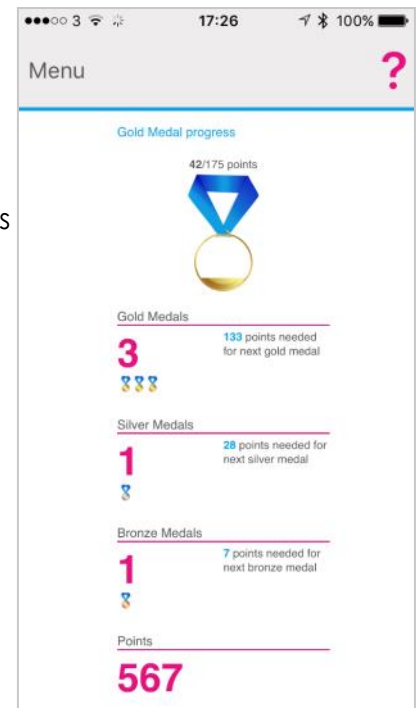 3 17:26 100%
Menu ?
Gold Medal progress
42/175 points
s
Gold Medals
3
133 points needed
for next gold medal
Silver Medals
1
28 points needed for
next silver medal
Bronze Medals
1
7 points needed for
next bronze medal
Points
567